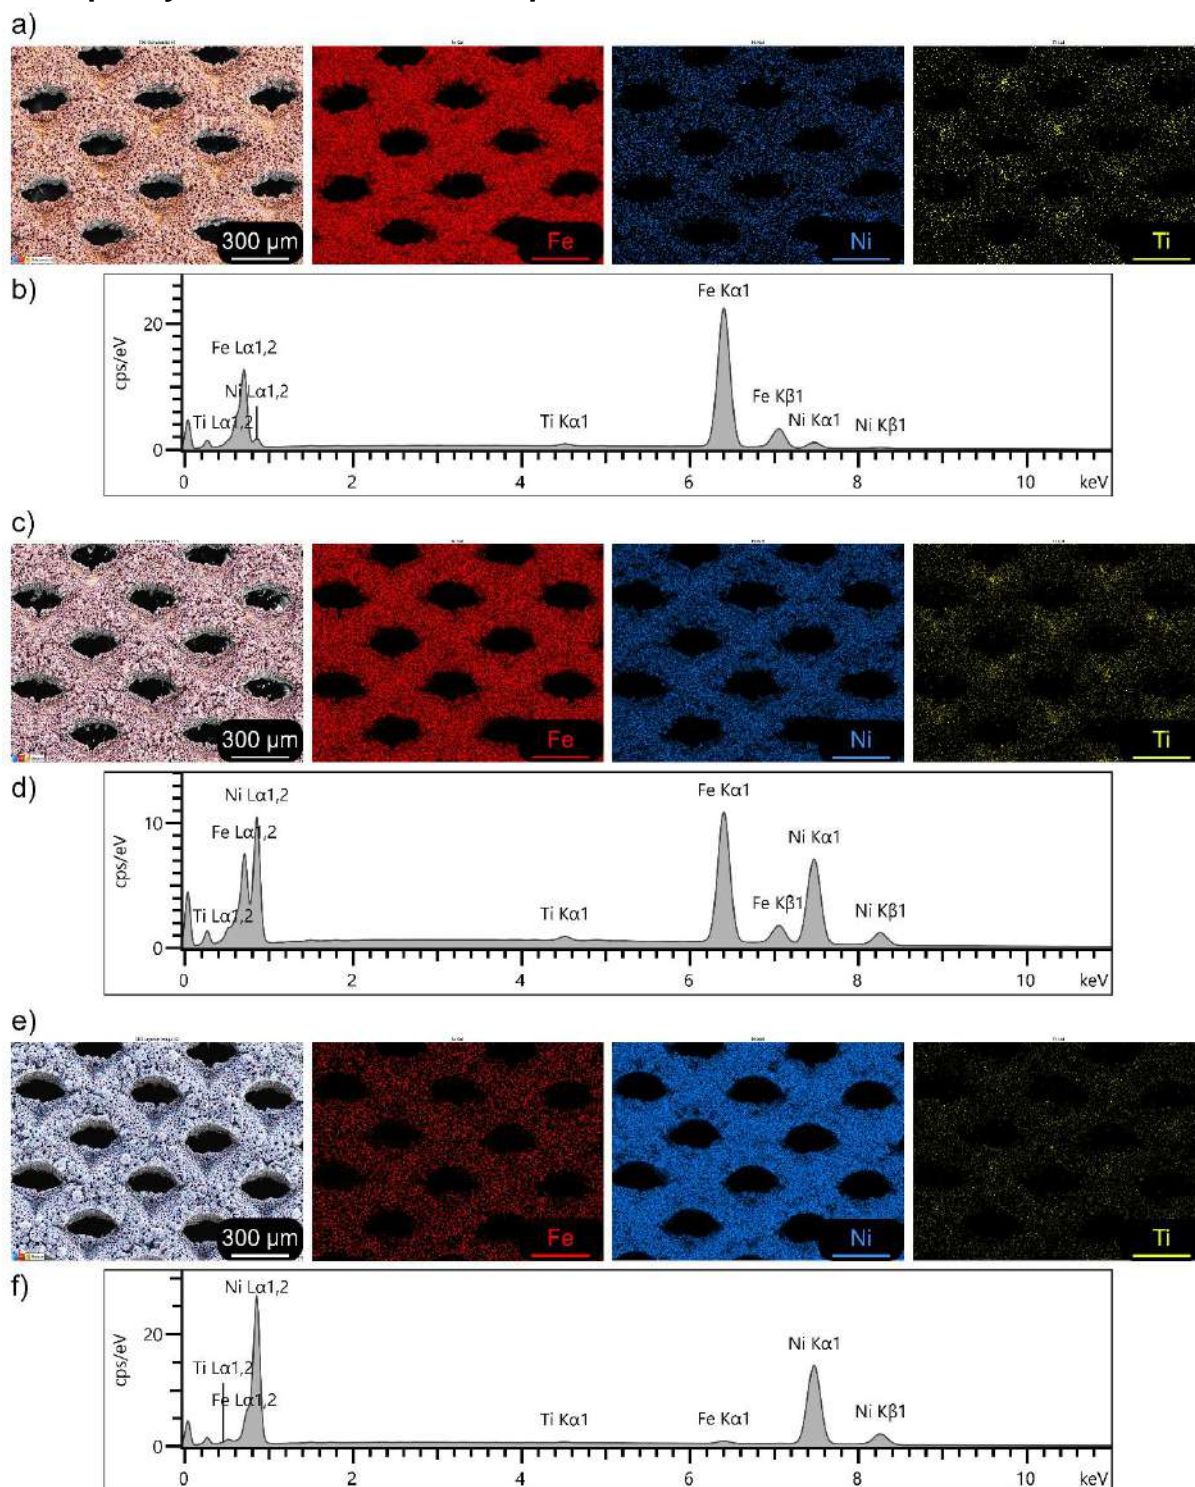 a)
300 µm
Fe
Ni
Ti
b)
cps/eV
20
0
Fe Lα1,2
Ni Lα1,2
Ti Lα1,2
Ti Kα1
Fe Kα1
Fe Kβ1
Ni Kα1
Ni Kβ1
0 2 4 6 8 10 keV
c)
300 µm
Fe
Ni
Ti
d)
cps/eV
10
0
Ni Lα1,2
Fe Lα1,2
Ti Lα1,2
Ti Kα1
Fe Kα1
Fe Kβ1
Ni Kα1
Ni Kβ1
0 2 4 6 8 10 keV
e)
300 µm
Fe
Ni
Ti
f)
cps/eV
20
0
Ni Lα1,2
Ti Lα1,2
Fe Lα1,2
Ti Kα1
Fe Kα1
Ni Kα1
Ni Kβ1
0 2 4 6 8 10 keV